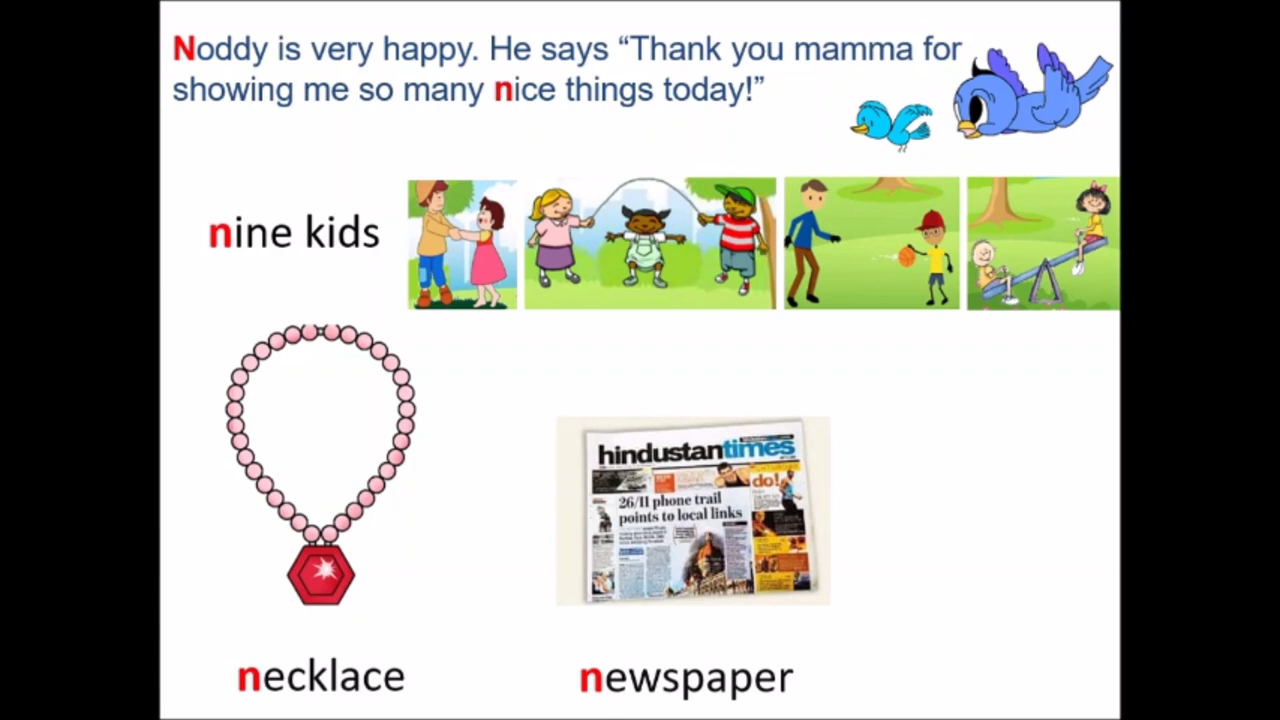 Noddy is very happy. He says “Thank you mamma for
showing me so many nice things today!”
nine kids
hindustantimes
do!
26/11 phone trail
points to local links
necklace
newspaper